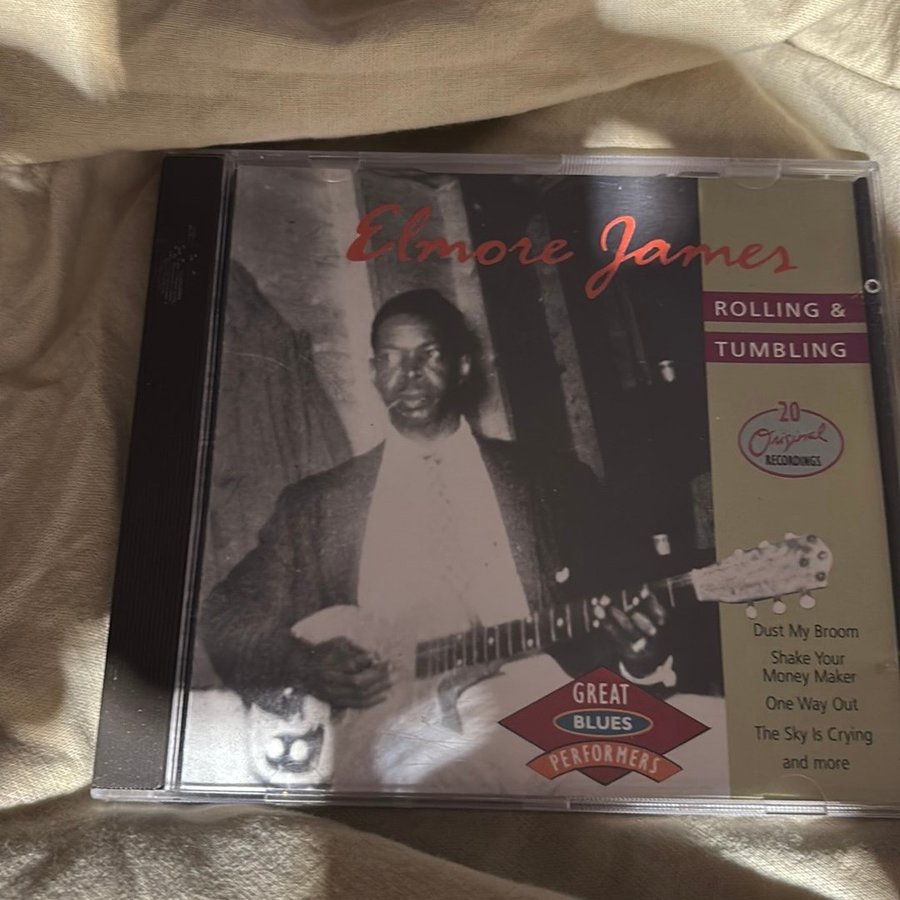 Elmore James
ROLLING &
TUMBLING
20
Original
RECORDINGS
Dust My Broom
Shake Your
Money Maker
One Way Out
The Sky Is Crying
and more
GREAT
BLUES
PERFORMERS